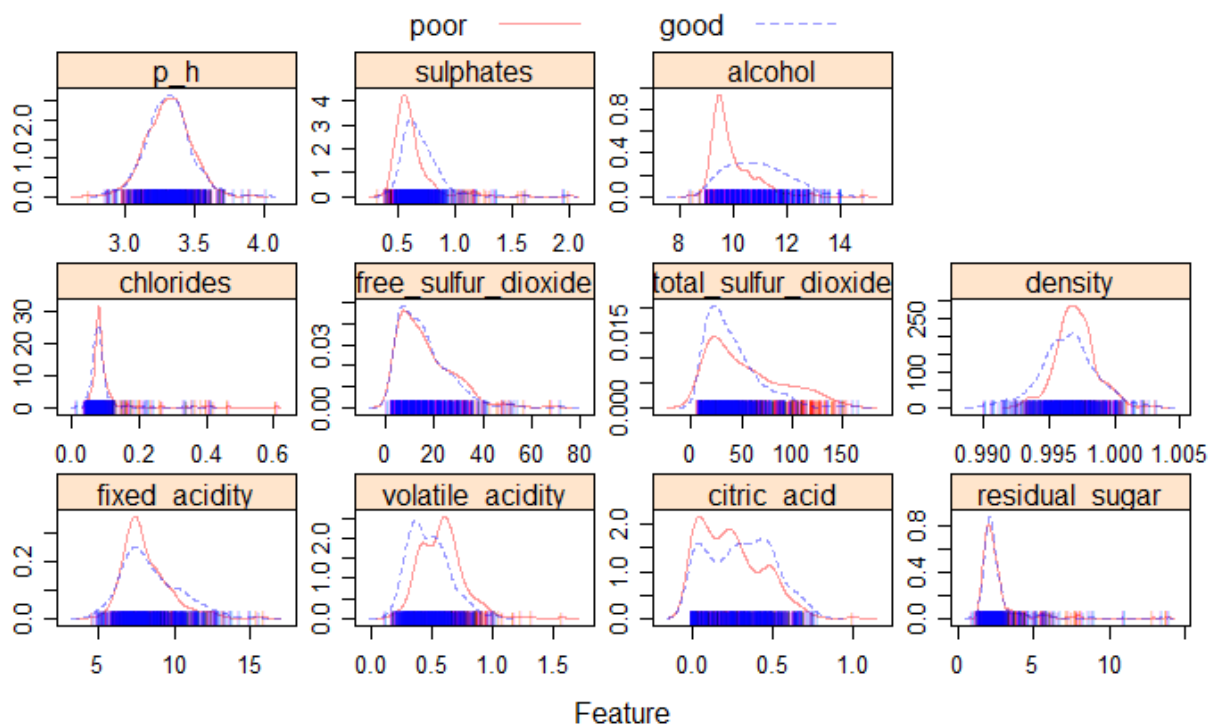 poor good
p_h sulphates alcohol
0.0 1.0 2.0
0 1 2 3 4
0.0 0.4 0.8
3.0 3.5 4.0
0.5 1.0 1.5 2.0
8 10 12 14
chlorides free_sulfur_dioxide total_sulfur_dioxide density
0 10 20 30
0.00 0.03
0.000 0.015
0 100 250
0.0 0.2 0.4 0.6
0 20 40 60 80
0 50 100 150
0.990 0.995 1.000 1.005
fixed_acidity volatile_acidity citric_acid residual_sugar
0.0 0.2
0.0 1.0 2.0
0.0 1.0 2.0
0.0 0.4 0.8
5 10 15
0.0 0.5 1.0 1.5
0.0 0.5 1.0
0 5 10
Feature